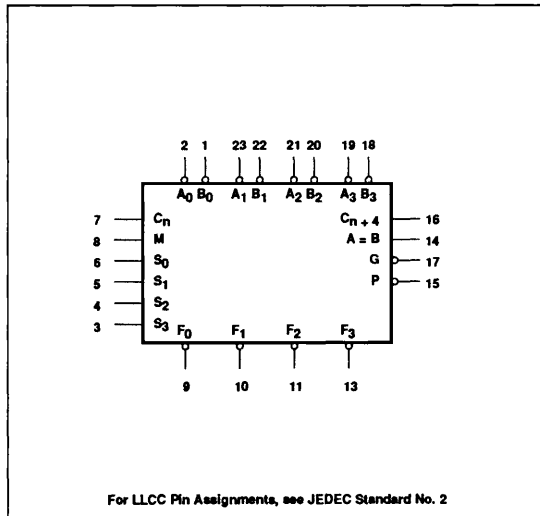 2 1 23 22 21 20 19 18
A0 B0 A1 B1 A2 B2 A3 B3
7 Cn Cn + 4 16
8 M A = B 14
6 S0 G 17
5 S1 P 15
4 S2
3 S3 F0 F1 F2 F3
9 10 11 13
For LLCC Pin Assignments, see JEDEC Standard No. 2